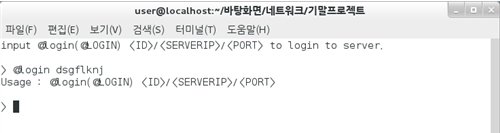 user@localhost:~/바탕화면/네트워크/기말프로젝트
파일(F) 편집(E) 보기(V) 검색(S) 터미널(T) 도움말(H)
input @login(@LOGIN) <ID>/<SERVERIP>/<PORT> to login to server.
> @login dsgflknj
Usage : @login(@LOGIN) <ID>/<SERVERIP>/<PORT>
>